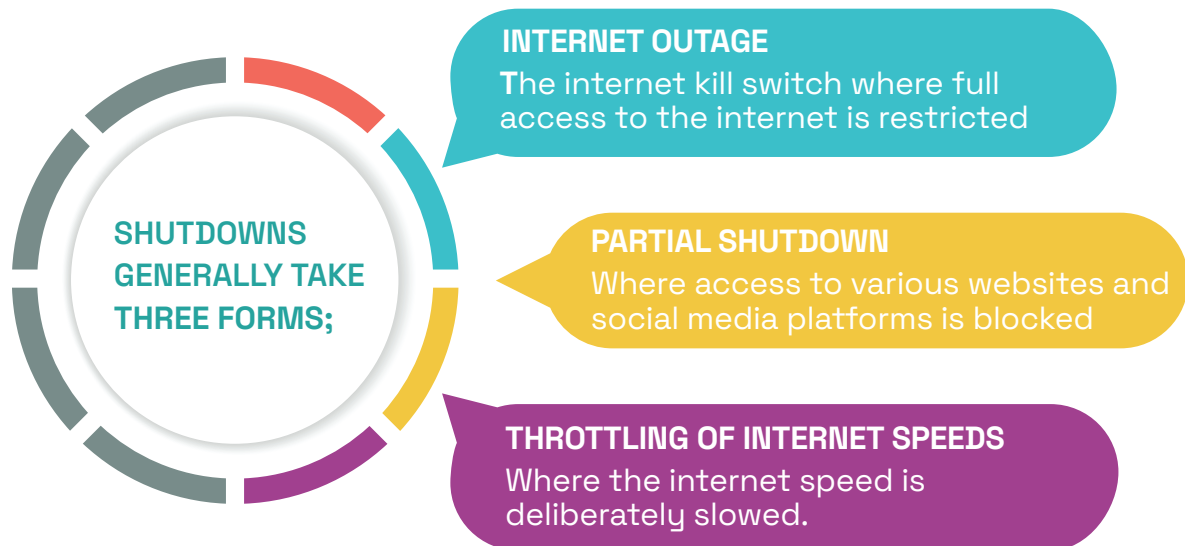 SHUTDOWNS
GENERALLY TAKE
THREE FORMS;
INTERNET OUTAGE
The internet kill switch where full
access to the internet is restricted
PARTIAL SHUTDOWN
Where access to various websites and
social media platforms is blocked
THROTTLING OF INTERNET SPEEDS
Where the internet speed is
deliberately slowed.